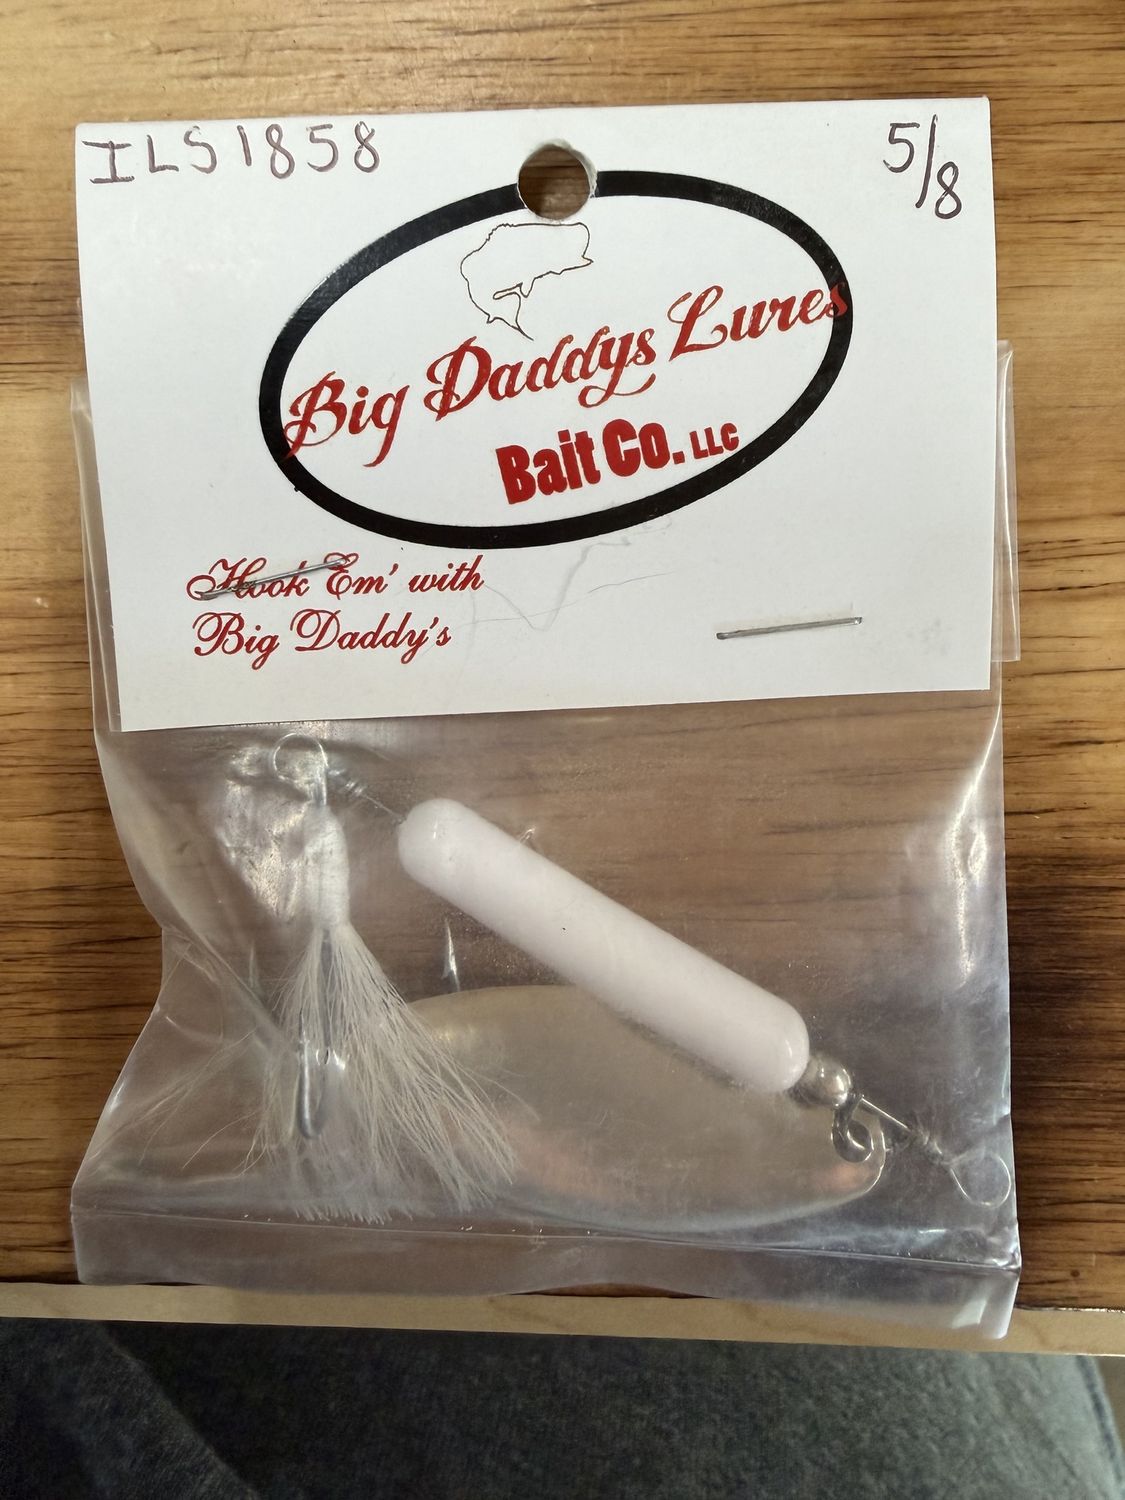 ILS1858
5/8
Big Daddys Lures
Bait Co. LLC
Hook Em' with
Big Daddy's